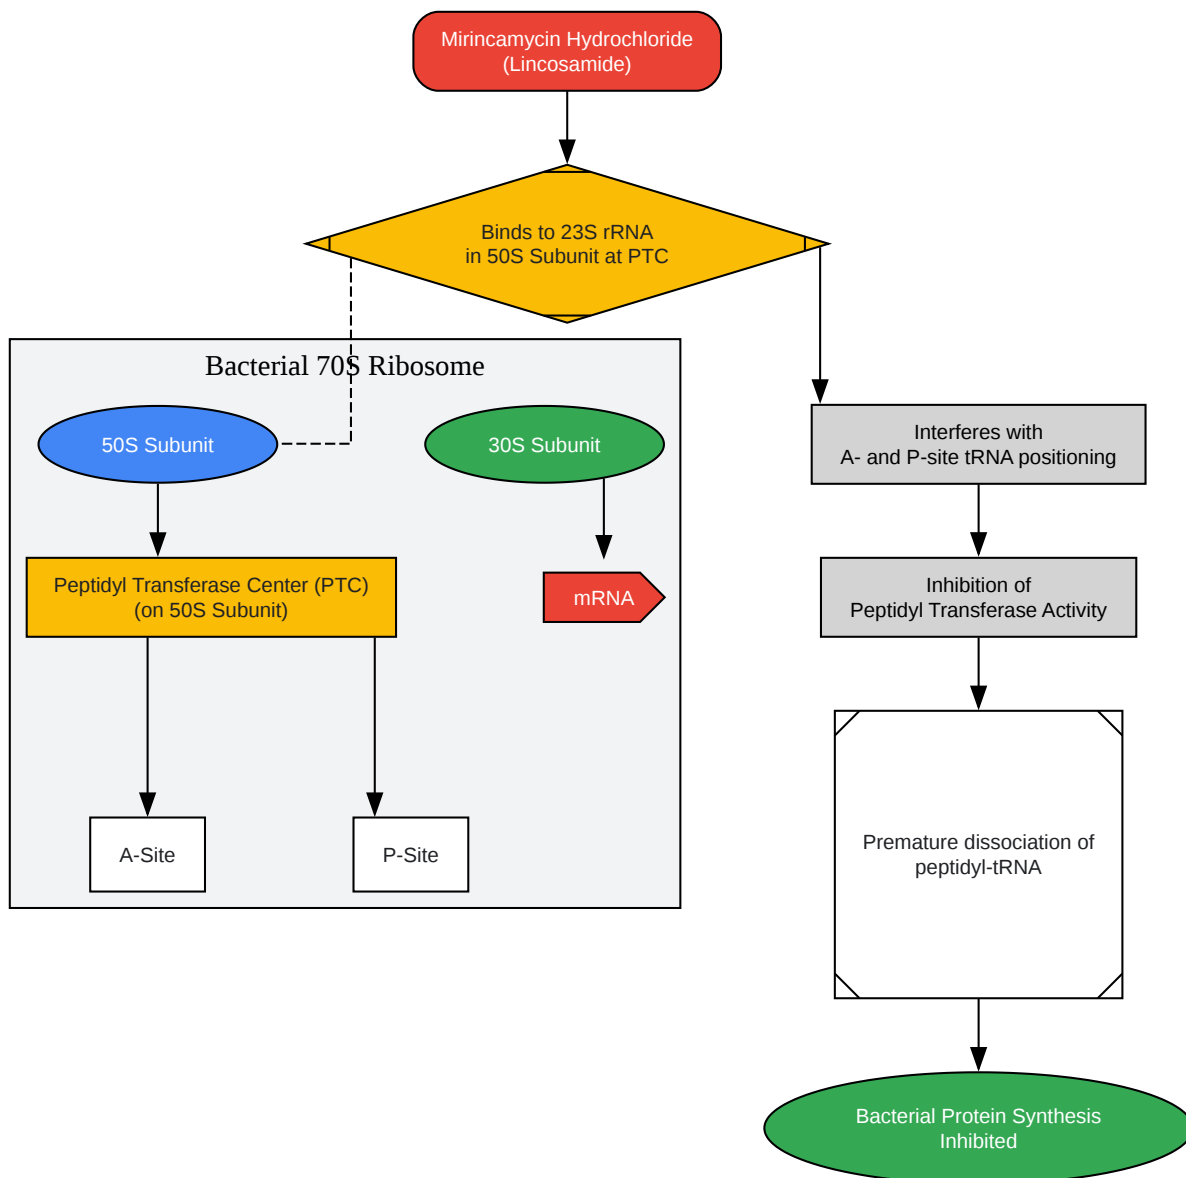 Mirincamycin Hydrochloride
(Lincosamide)
Binds to 23S rRNA
in 50S Subunit at PTC
Bacterial 70S Ribosome
50S Subunit
30S Subunit
Peptidyl Transferase Center (PTC)
(on 50S Subunit)
mRNA
A-Site
P-Site
Interferes with
A- and P-site tRNA positioning
Inhibition of
Peptidyl Transferase Activity
Premature dissociation of
peptidyl-tRNA
Bacterial Protein Synthesis
Inhibited